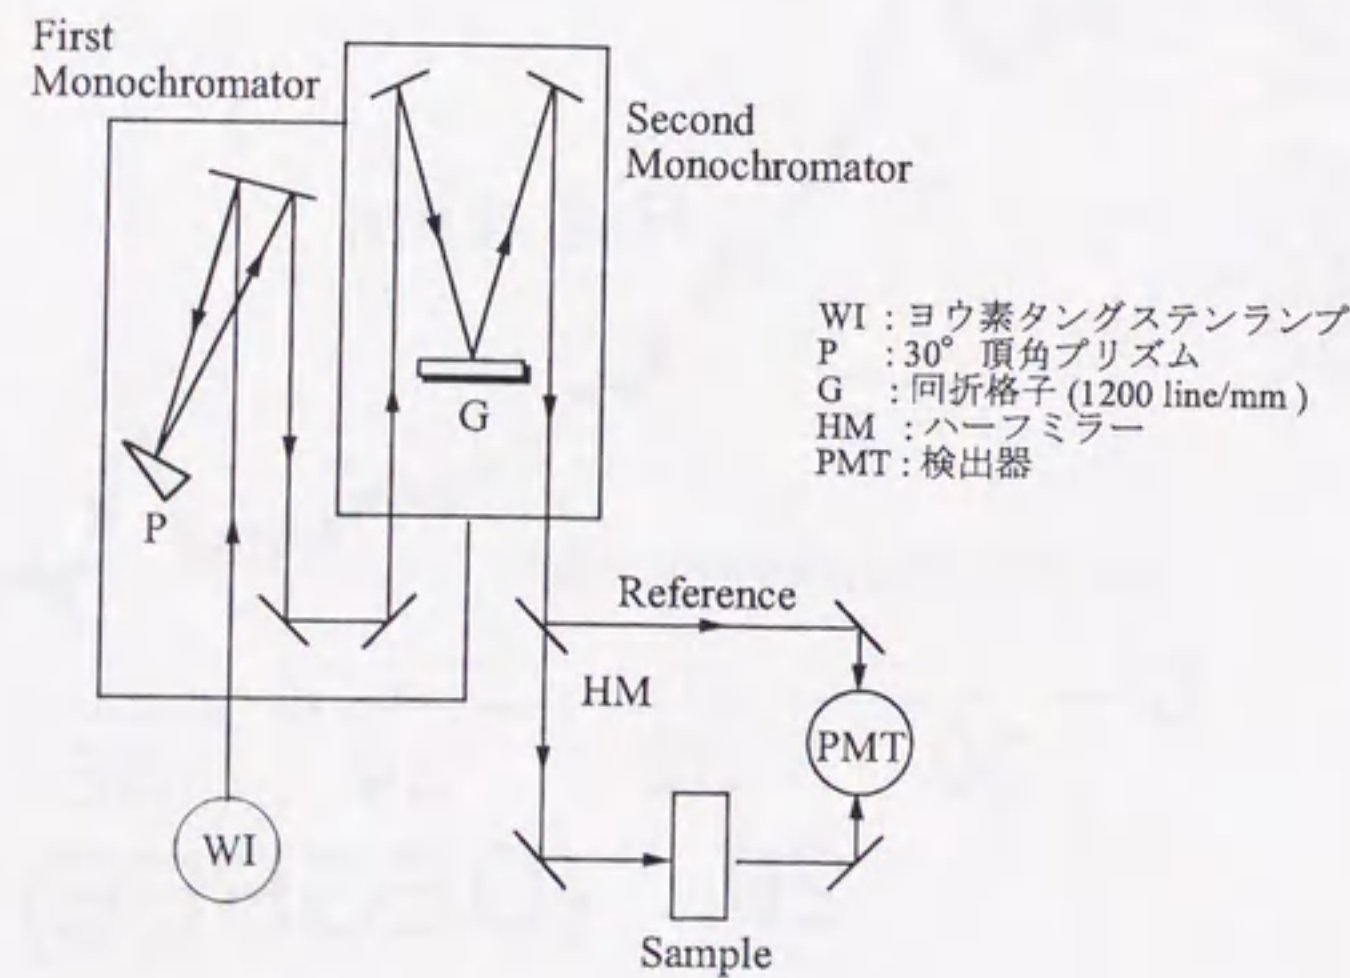 First
Monochromator
Second
Monochromator
G
P
WI : ヨウ素タングステンランプ
P : 30° 頂角プリズム
G : 回折格子 (1200 line/mm )
HM : ハーフミラー
PMT : 検出器
Reference
HM
PMT
WI
Sample